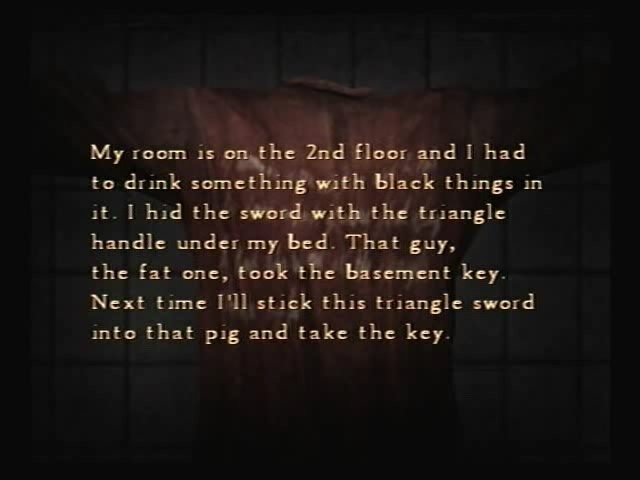 My room is on the 2nd floor and I had
to drink something with black things in
it. I hid the sword with the triangle
handle under my bed. That guy,
the fat one, took the basement key.
Next time I'll stick this triangle sword
into that pig and take the key.